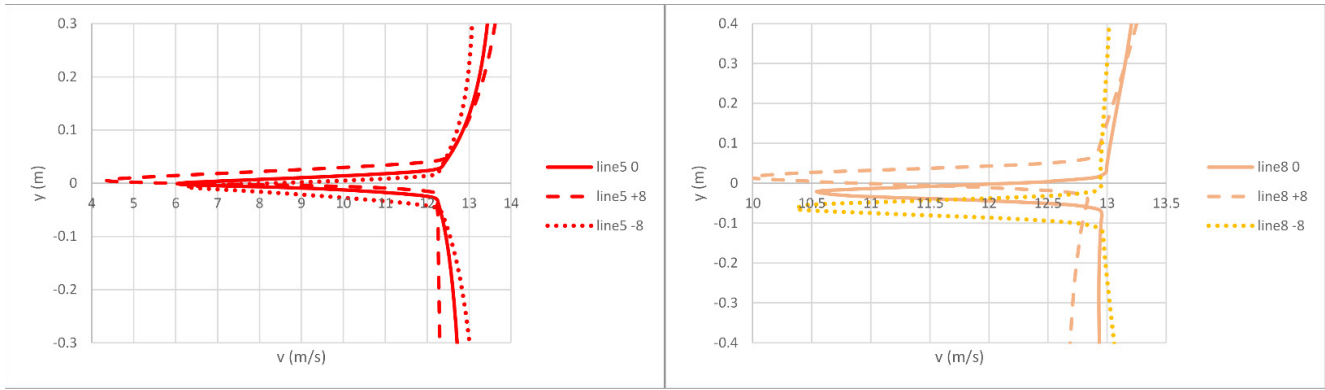 0.3
0.2
0.1
0
-0.1
-0.2
-0.3
y (m)
4 5 6 7 8 9 10 11 12 13 14
v (m/s)
line5 0
line5 +8
line5 -8
0.4
0.3
0.2
0.1
0
-0.1
-0.2
-0.3
-0.4
y (m)
10 10.5 11 11.5 12 12.5 13 13.5
v (m/s)
line8 0
line8 +8
line8 -8